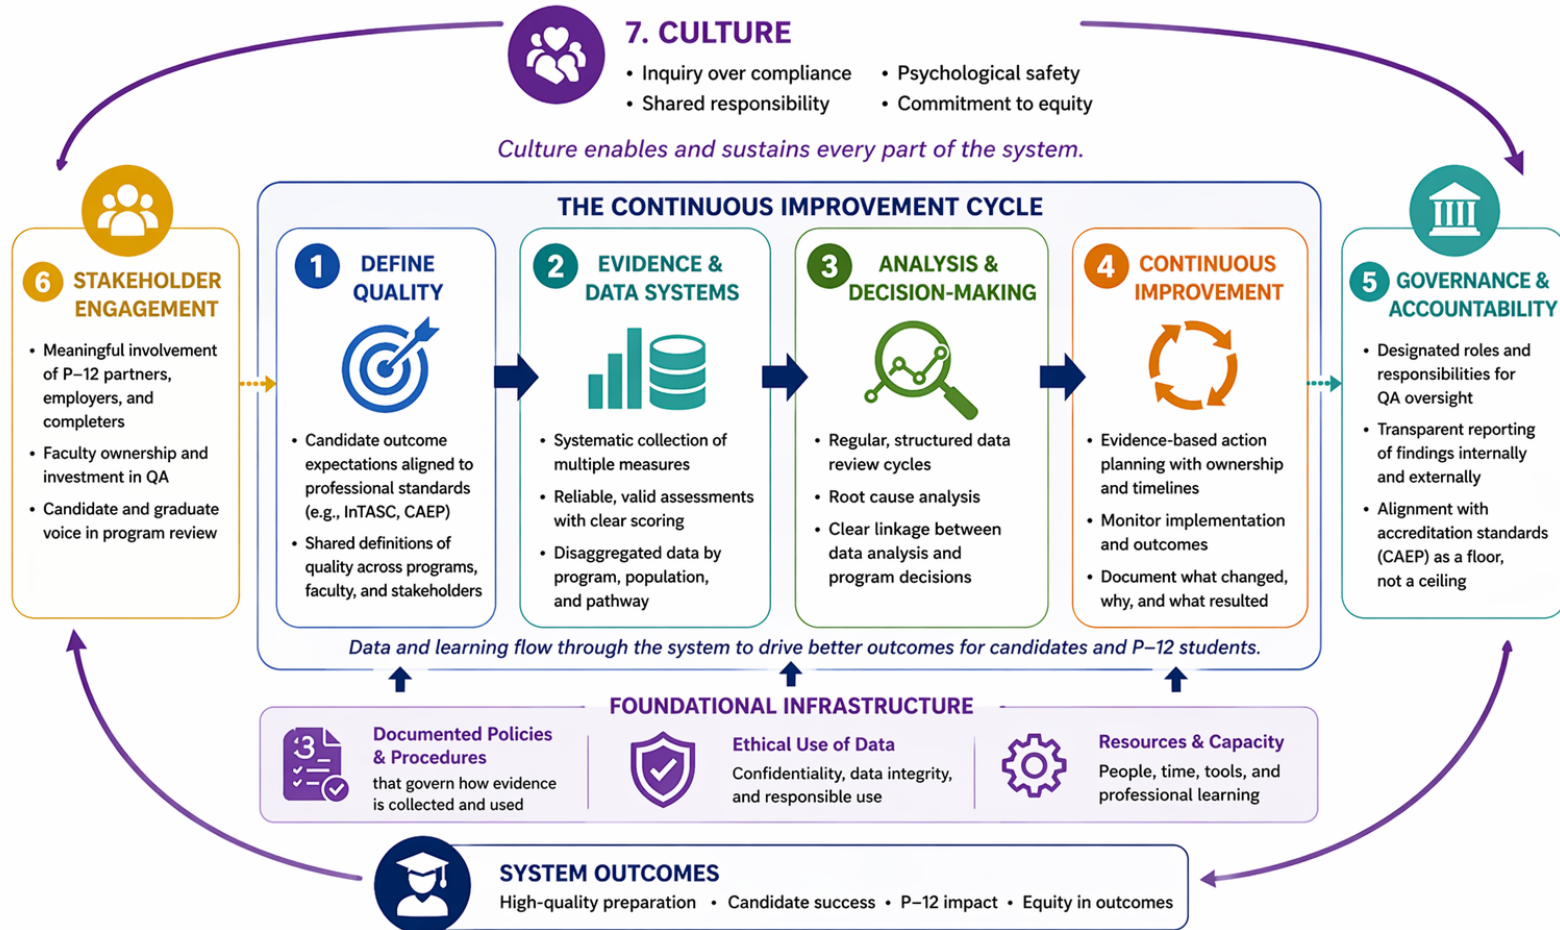 7. CULTURE
• Inquiry over compliance
• Shared responsibility
• Psychological safety
• Commitment to equity
Culture enables and sustains every part of the system.
6
STAKEHOLDER
ENGAGEMENT
• Meaningful involvement
of P–12 partners,
employers, and
completers
• Faculty ownership and
investment in QA
• Candidate and graduate
voice in program review
THE CONTINUOUS IMPROVEMENT CYCLE
1
DEFINE
QUALITY
• Candidate outcome
expectations aligned to
professional standards
(e.g., InTASC, CAEP)
• Shared definitions of
quality across programs,
faculty, and stakeholders
2
EVIDENCE &
DATA SYSTEMS
• Systematic collection of
multiple measures
• Reliable, valid assessments
with clear scoring
• Disaggregated data by
program, population,
and pathway
3
ANALYSIS &
DECISION-MAKING
• Regular, structured data
review cycles
• Root cause analysis
• Clear linkage between
data analysis and
program decisions
4
CONTINUOUS
IMPROVEMENT
• Evidence-based action
planning with ownership
and timelines
• Monitor implementation
and outcomes
• Document what changed,
why, and what resulted
Data and learning flow through the system to drive better outcomes for candidates and P–12 students.
5
GOVERNANCE &
ACCOUNTABILITY
• Designated roles and
responsibilities for
QA oversight
• Transparent reporting
of findings internally
and externally
• Alignment with
accreditation standards
(CAEP) as a floor,
not a ceiling
FOUNDATIONAL INFRASTRUCTURE
3
Documented Policies
& Procedures
that govern how evidence
is collected and used
Ethical Use of Data
Confidentiality, data integrity,
and responsible use
Resources & Capacity
People, time, tools, and
professional learning
SYSTEM OUTCOMES
High-quality preparation • Candidate success • P–12 impact • Equity in outcomes